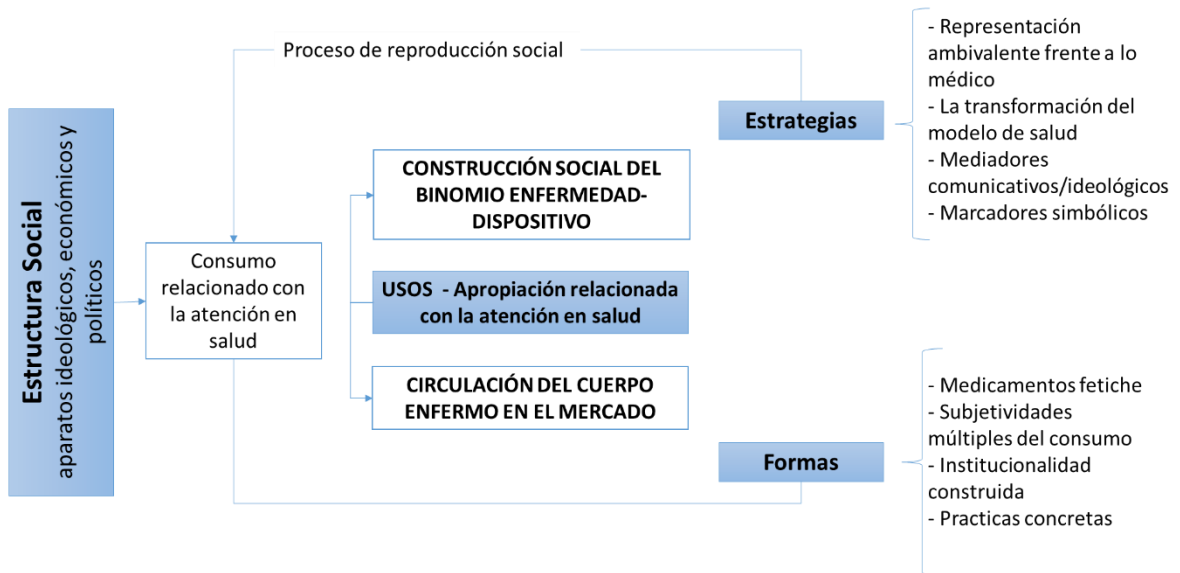 Proceso de reproducción social
Estructura Social
aparatos ideológicos, económicos y
políticos
Consumo
relacionado con
la atención en
salud
CONSTRUCCIÓN SOCIAL DEL
BINOMIO ENFERMEDAD-
DISPOSITIVO
USOS - Apropiación relacionada
con la atención en salud
CIRCULACIÓN DEL CUERPO
ENFERMO EN EL MERCADO
Estrategias
- Representación
ambivalente frente a lo
médico
- La transformación del
modelo de salud
- Mediadores
comunicativos/ideológicos
- Marcadores simbólicos
Formas
- Medicamentos fetiche
- Subjetividades
múltiples del consumo
- Institucionalidad
construida
- Practicas concretas